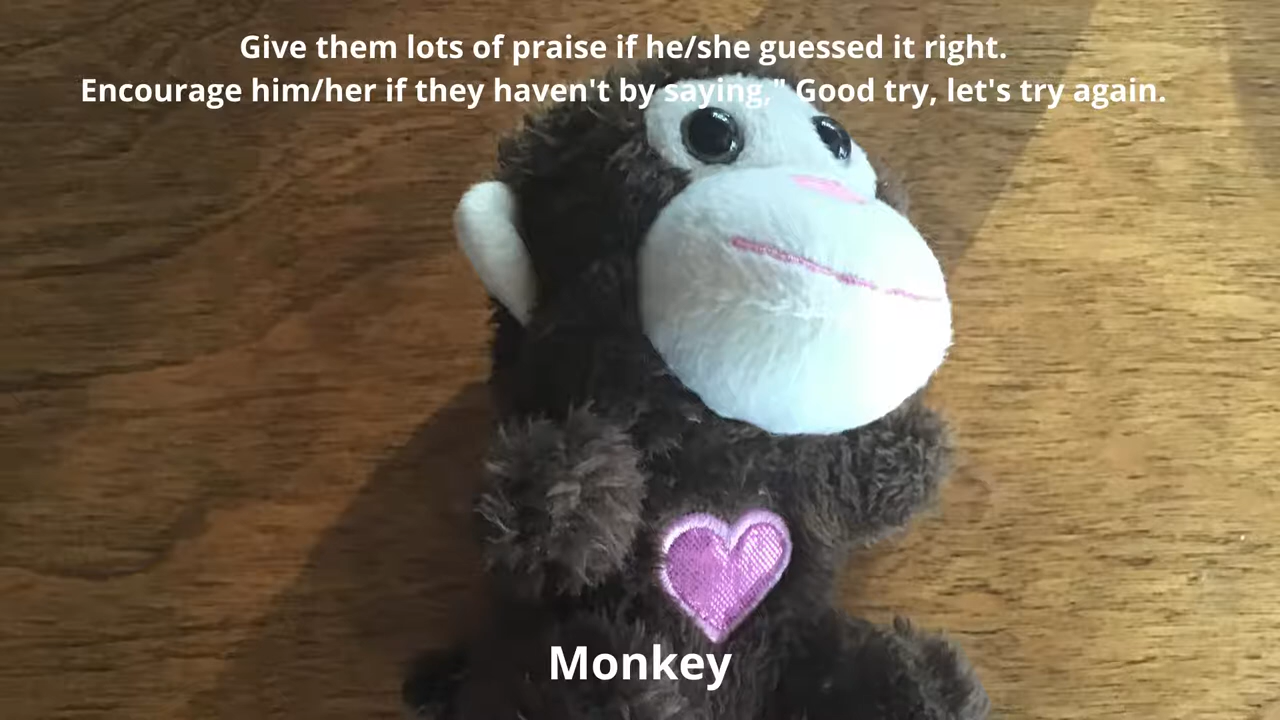 Give them lots of praise if he/she guessed it right.
Encourage him/her if they haven't by saying," Good try, let's try again.
Monkey